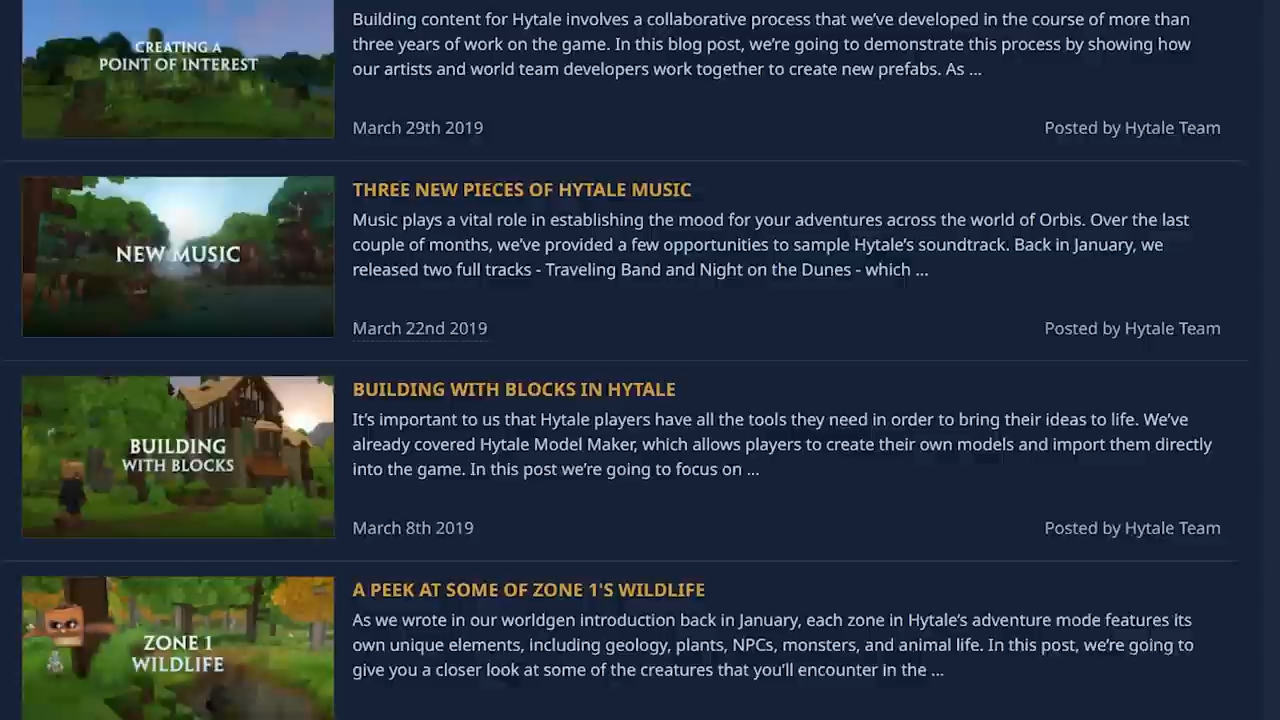 CREATING A
POINT OF INTEREST
Building content for Hytale involves a collaborative process that we’ve developed in the course of more than
three years of work on the game. In this blog post, we’re going to demonstrate this process by showing how
our artists and world team developers work together to create new prefabs. As ...
March 29th 2019 Posted by Hytale Team
NEW MUSIC
THREE NEW PIECES OF HYTALE MUSIC
Music plays a vital role in establishing the mood for your adventures across the world of Orbis. Over the last
couple of months, we’ve provided a few opportunities to sample Hytale’s soundtrack. Back in January, we
released two full tracks - Traveling Band and Night on the Dunes - which ...
March 22nd 2019 Posted by Hytale Team
BUILDING
WITH BLOCKS
BUILDING WITH BLOCKS IN HYTALE
It’s important to us that Hytale players have all the tools they need in order to bring their ideas to life. We’ve
already covered Hytale Model Maker, which allows players to create their own models and import them directly
into the game. In this post we’re going to focus on ...
March 8th 2019 Posted by Hytale Team
ZONE 1
WILDLIFE
A PEEK AT SOME OF ZONE 1'S WILDLIFE
As we wrote in our worldgen introduction back in January, each zone in Hytale’s adventure mode features its
own unique elements, including geology, plants, NPCs, monsters, and animal life. In this post, we’re going to
give you a closer look at some of the creatures that you’ll encounter in the ...